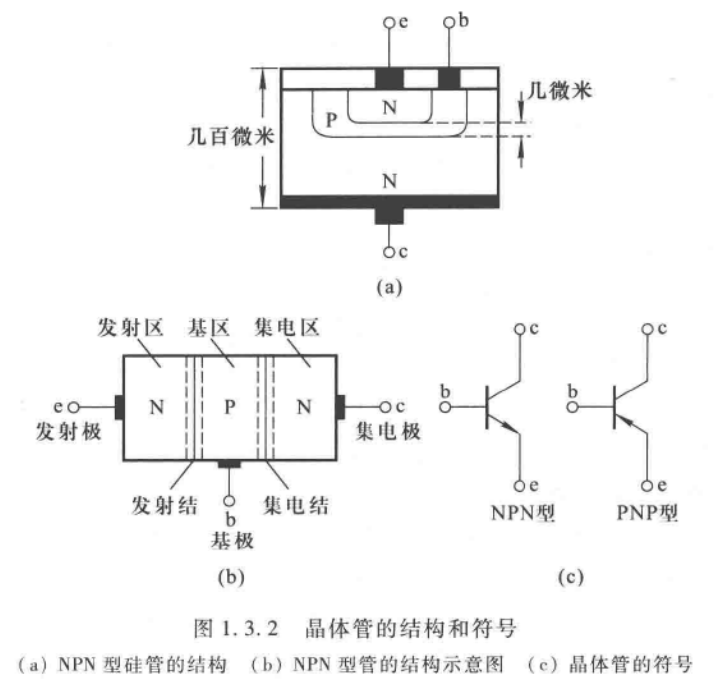 e b
几微米
N
P
几百微米
N
c
(a)
发射区 基区 集电区
c c
N P N
b b
e c
发射极 集电极
发射结 集电结
e e
b
NPN型 PNP型
基极
(b) (c)
图 1.3.2 晶体管的结构和符号
(a) NPN 型硅管的结构 (b) NPN 型管的结构示意图 (c) 晶体管的符号